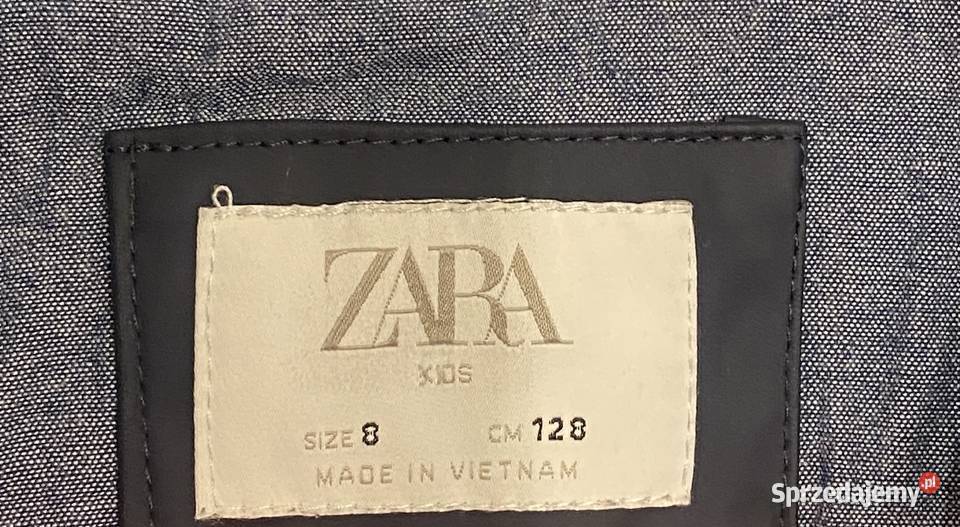 ZARA
KIDS
SIZE 8 CM 128
MADE IN VIETNAM
Sprzedajemy.pl